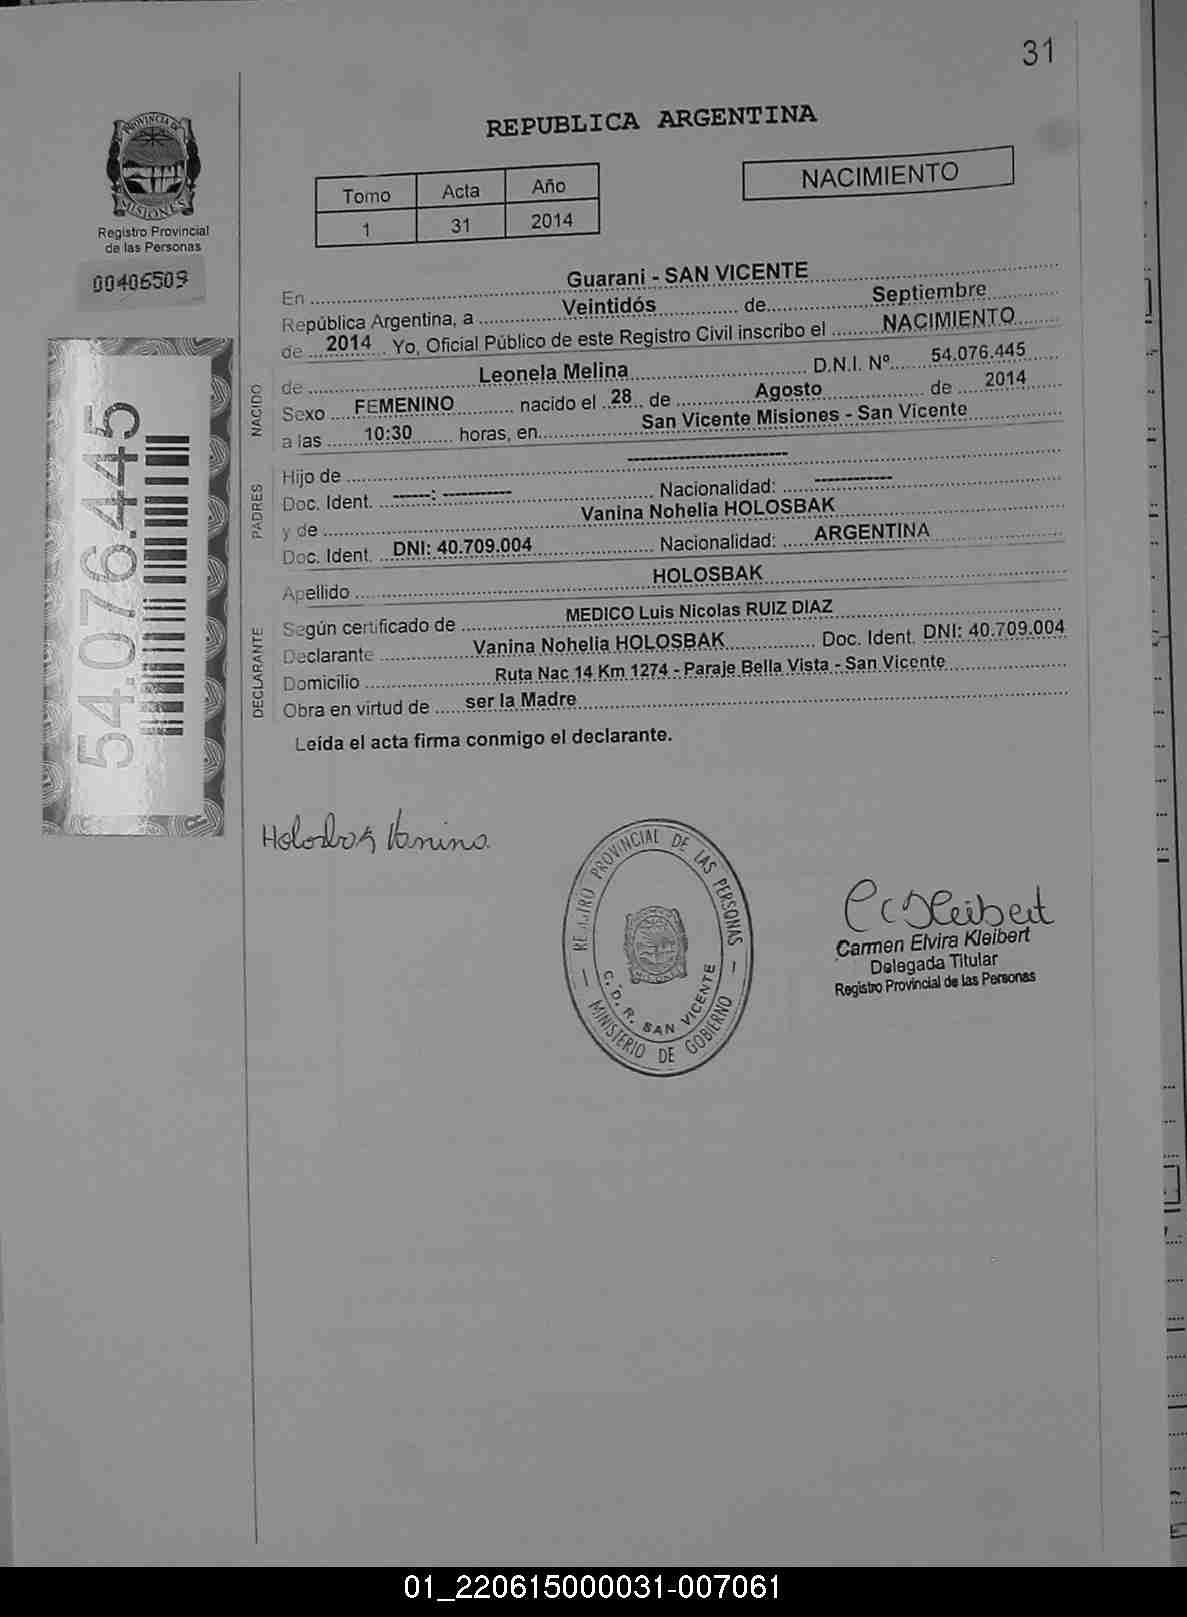 31
REPUBLICA ARGENTINA
PROVINCIA DE
MISIONES
Registro Provincial
de las Personas
00406509
Tomo Acta Año
1 31 2014
NACIMIENTO
54.076.445
En Guarani - SAN VICENTE
República Argentina, a Veintidós de Septiembre
de 2014 Yo, Oficial Público de este Registro Civil inscribo el NACIMIENTO
NACIDO
de Leonela Melina D.N.I. Nº 54.076.445
Sexo FEMENINO nacido el 28 de Agosto de 2014
a las 10:30 horas, en San Vicente Misiones - San Vicente
PADRES
Hijo de ----------------------
Doc. Ident. ------: ---------- Nacionalidad: ------------
y de Vanina Nohelia HOLOSBAK
Doc. Ident. DNI: 40.709.004 Nacionalidad: ARGENTINA
Apellido HOLOSBAK
DECLARANTE
Según certificado de MEDICO Luis Nicolas RUIZ DIAZ
Declarante Vanina Nohelia HOLOSBAK Doc. Ident. DNI: 40.709.004
Domicilio Ruta Nac 14 Km 1274 - Paraje Bella Vista - San Vicente
Obra en virtud de ser la Madre
Leída el acta firma conmigo el declarante.
Holosbak Vanina
REGISTRO PROVINCIAL DE LAS PERSONAS
C. D. R. SAN VICENTE
MINISTERIO DE GOBIERNO
Kleibert
Carmen Elvira Kleibert
Delegada Titular
Registro Provincial de las Personas
01_220615000031-007061